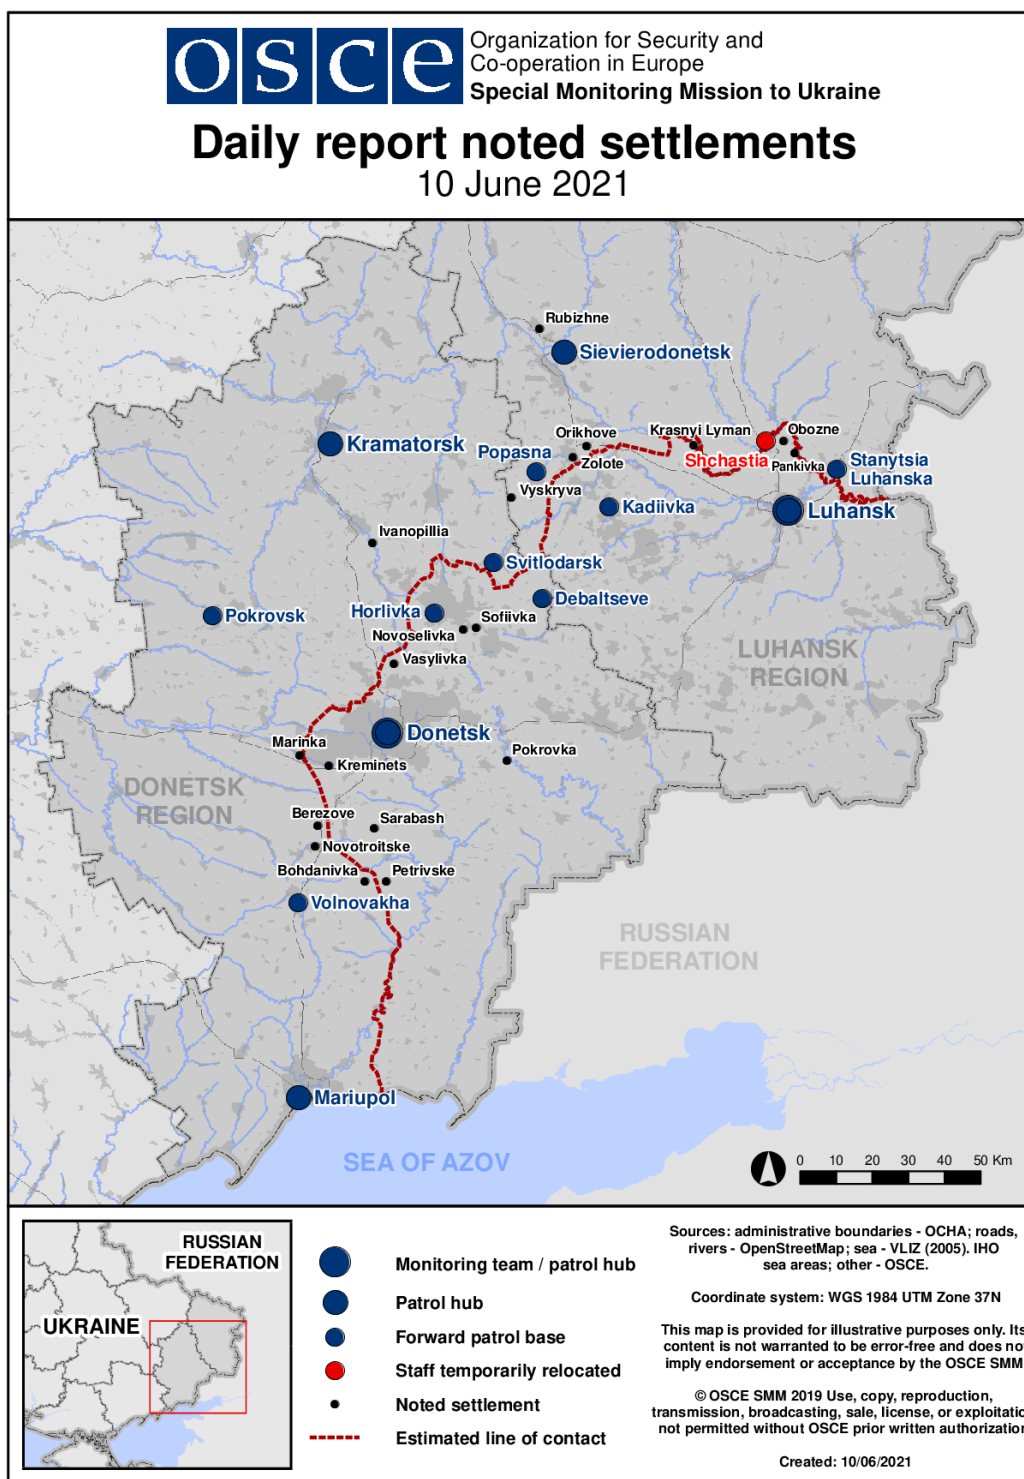 osce
Organization for Security and
Co-operation in Europe
Special Monitoring Mission to Ukraine
Daily report noted settlements
10 June 2021
Rubizhne
Sievierodonetsk
Kramatorsk
Orikhove
Krasnyi Lyman
Obozne
Popasna
Zolote
Shchastia
Pankivka
Stanytsia
Luhanska
Vyskryva
Kadiivka
Luhansk
Ivanopillia
Svitlodarsk
Debaltseve
Horlivka
Pokrovsk
Sofiivka
Novoselivka
Vasylivka
LUHANSK
REGION
Donetsk
Marinka
Pokrovka
Kreminets
DONETSK
REGION
Berezove
Sarabash
Novotroitske
Bohdanivka
Petrivske
Volnovakha
RUSSIAN
FEDERATION
Mariupol
SEA OF AZOV
0 10 20 30 40 50 Km
RUSSIAN
FEDERATION
UKRAINE
Monitoring team / patrol hub
Patrol hub
Forward patrol base
Staff temporarily relocated
Noted settlement
Estimated line of contact
Sources: administrative boundaries - OCHA; roads,
rivers - OpenStreetMap; sea - VLIZ (2005). IHO
sea areas; other - OSCE.
Coordinate system: WGS 1984 UTM Zone 37N
This map is provided for illustrative purposes only. Its
content is not warranted to be error-free and does no
imply endorsement or acceptance by the OSCE SMM
© OSCE SMM 2019 Use, copy, reproduction,
transmission, broadcasting, sale, license, or exploitatio
not permitted without OSCE prior written authorization
Created: 10/06/2021